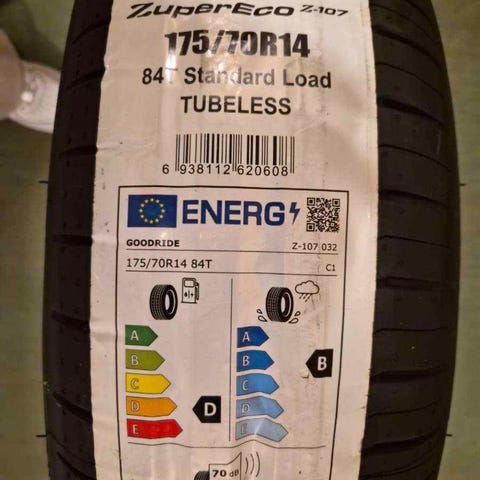 ZuperEco Z-107
175/70R14
84T Standard Load
TUBELESS
6 938112 620608
ENERG
GOODRIDE Z-107 032
175/70R14 84T C1
A A
B B B
C C
D D D
E E
70 dB